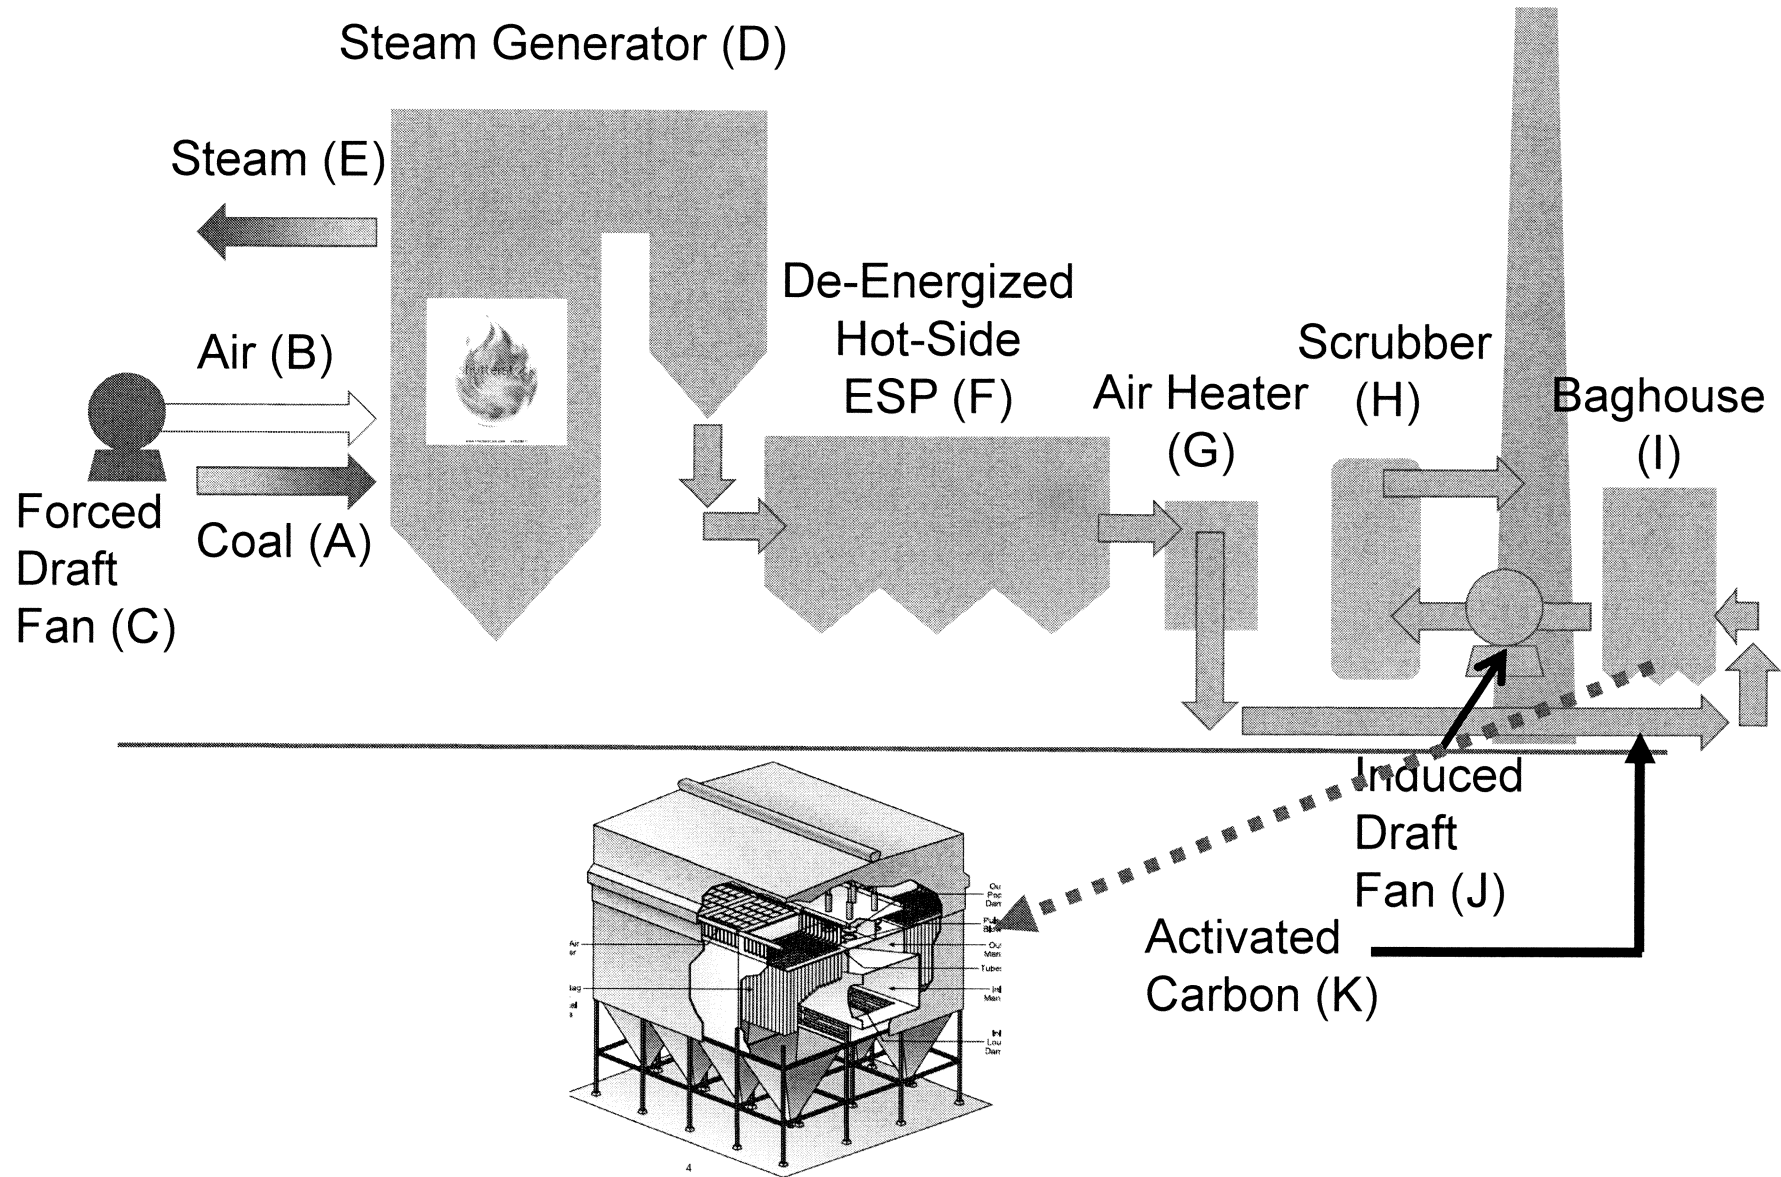 Steam Generator (D)
Steam (E)
Air (B)
Forced
Draft
Fan (C)
Coal (A)
De-Energized
Hot-Side
ESP (F)
Air Heater
(G)
Scrubber
(H)
Baghouse
(I)
Induced
Draft
Fan (J)
Activated
Carbon (K)
Tube
4